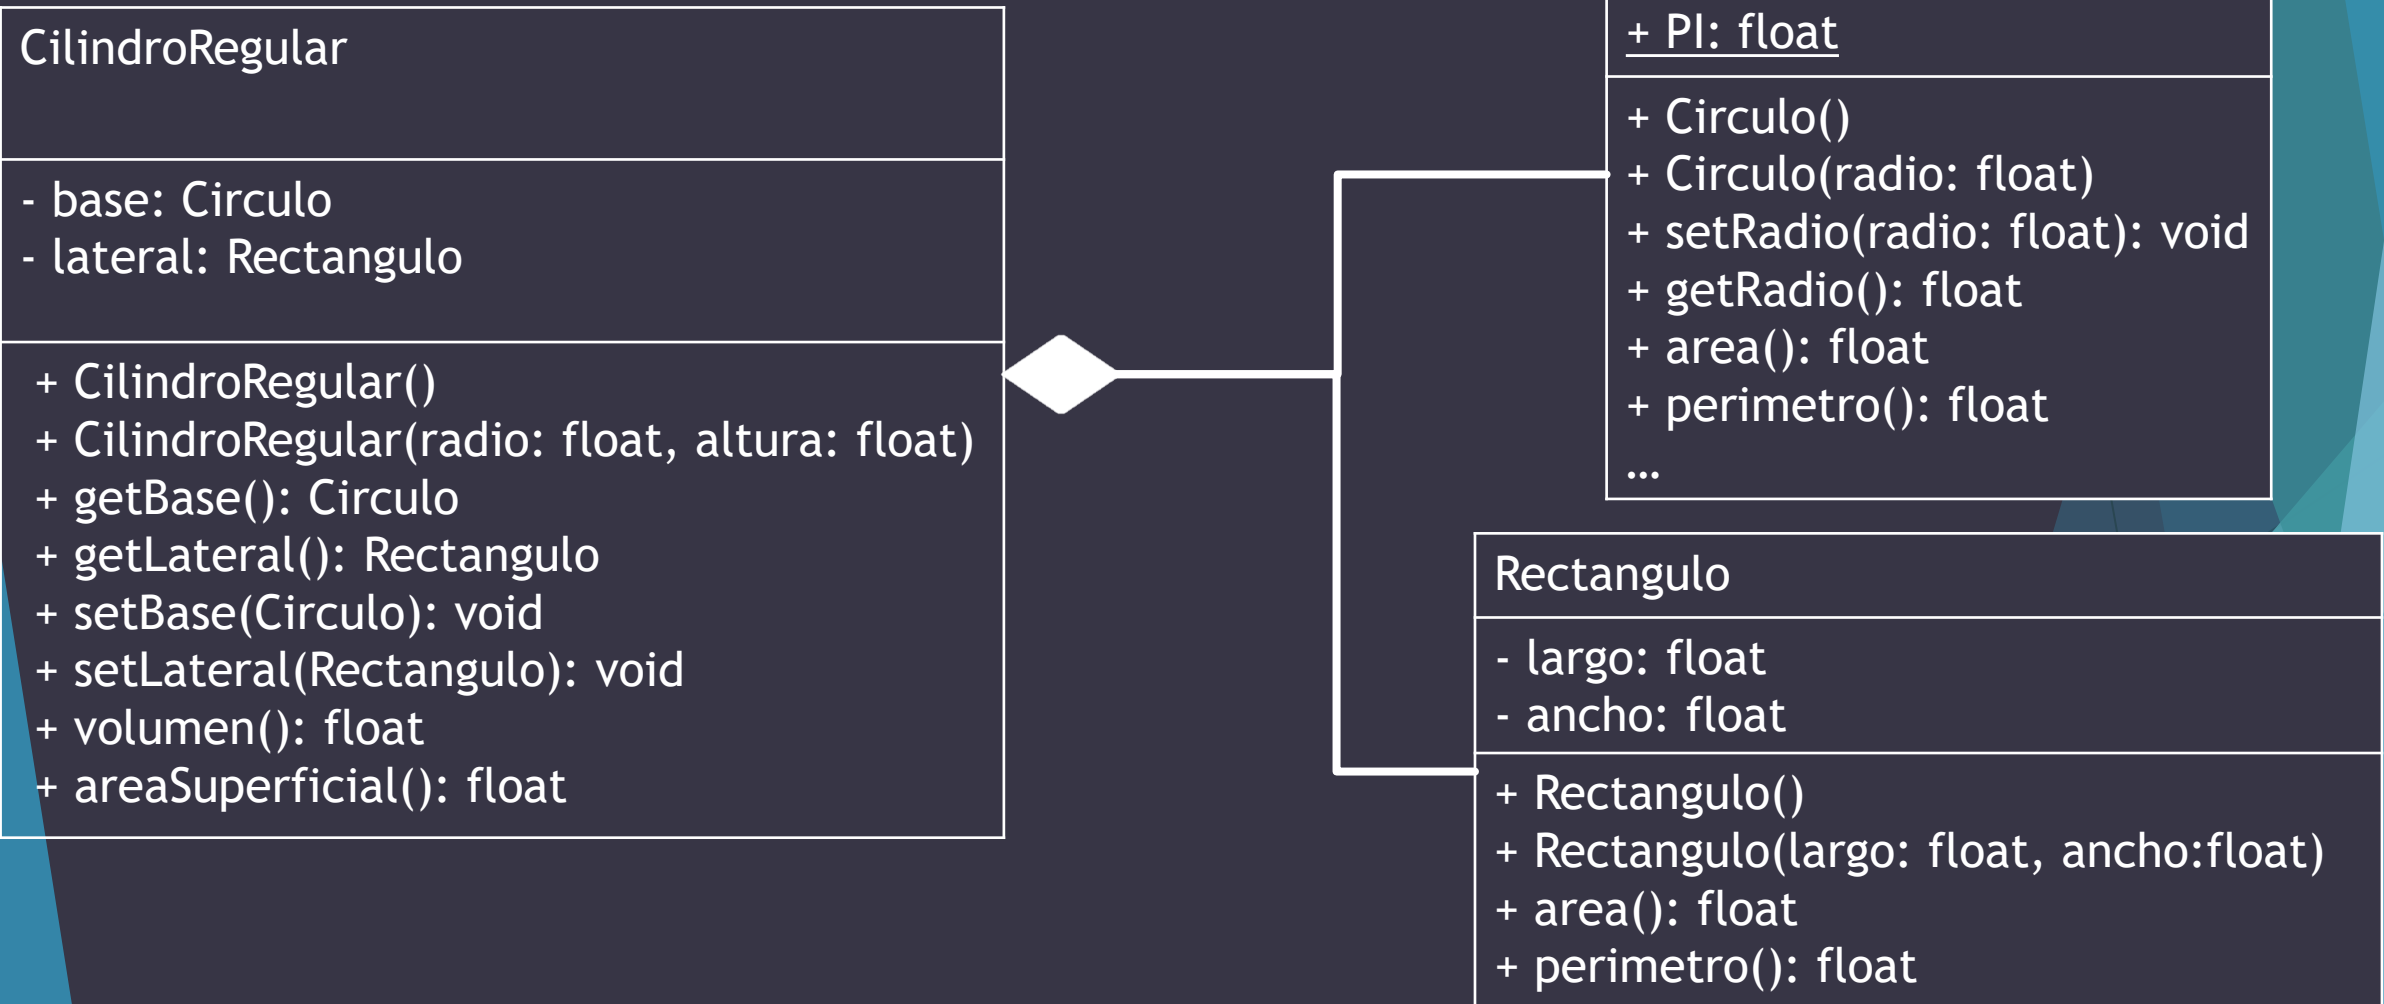 CilindroRegular
- base: Circulo
- lateral: Rectangulo
+ CilindroRegular()
+ CilindroRegular(radio: float, altura: float)
+ getBase(): Circulo
+ getLateral(): Rectangulo
+ setBase(Circulo): void
+ setLateral(Rectangulo): void
+ volumen(): float
+ areaSuperficial(): float
+ PI: float
+ Circulo()
+ Circulo(radio: float)
+ setRadio(radio: float): void
+ getRadio(): float
+ area(): float
+ perimetro(): float
...
Rectangulo
- largo: float
- ancho: float
+ Rectangulo()
+ Rectangulo(largo: float, ancho:float)
+ area(): float
+ perimetro(): float